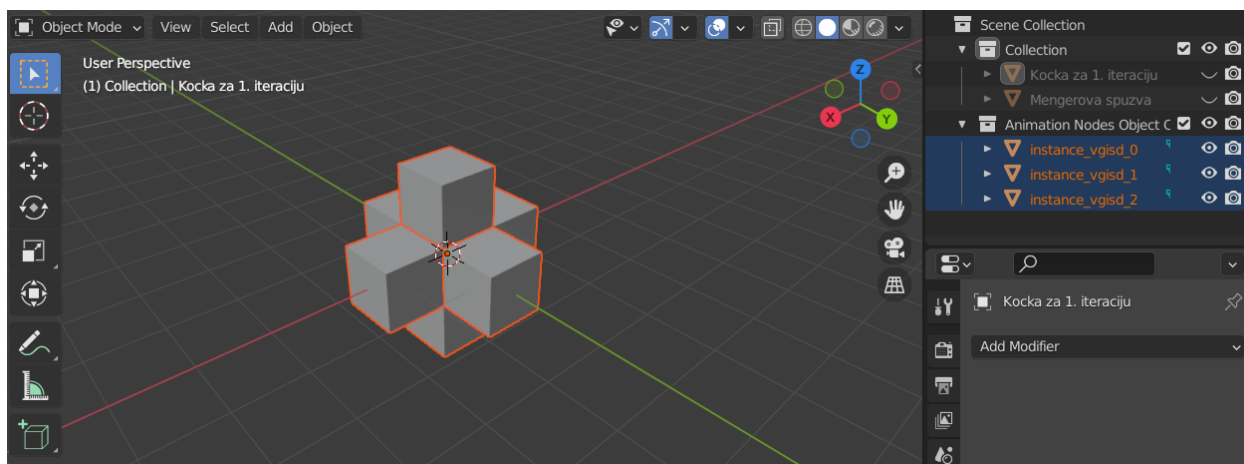 Object Mode View Select Add Object
User Perspective
(1) Collection | Kocka za 1. iteraciju
Z
X
Y
Scene Collection
Collection
Kocka za 1. iteraciju
Mengerova spuzva
Animation Nodes Object C
instance_vgisd_0
instance_vgisd_1
instance_vgisd_2
Kocka za 1. iteraciju
Add Modifier